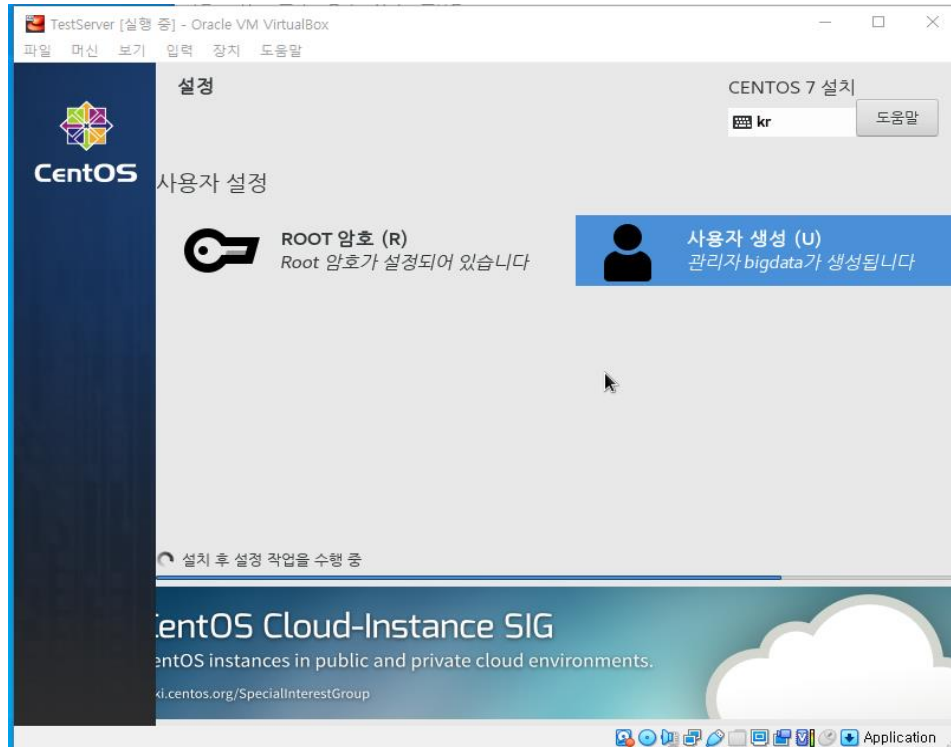 TestServer [실행 중] - Oracle VM VirtualBox
파일 머신 보기 입력 장치 도움말
설정
CENTOS 7 설치
kr
도움말
CentOS
사용자 설정
ROOT 암호 (R)
Root 암호가 설정되어 있습니다
사용자 생성 (U)
관리자 bigdata가 생성됩니다
설치 후 설정 작업을 수행 중
entOS Cloud-Instance SIG
entOS instances in public and private cloud environments.
ki.centos.org/SpecialInterestGroup
Application